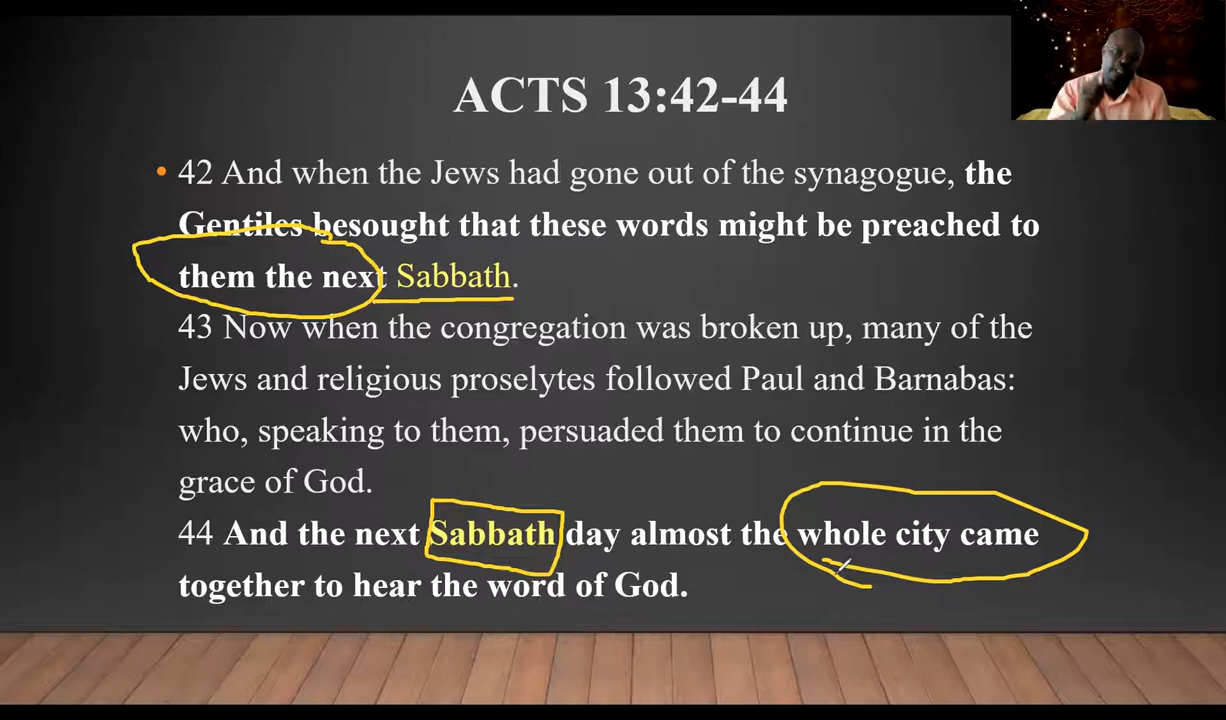 ACTS 13:42-44
• 42 And when the Jews had gone out of the synagogue, the
Gentiles besought that these words might be preached to
them the next Sabbath.
43 Now when the congregation was broken up, many of the
Jews and religious proselytes followed Paul and Barnabas:
who, speaking to them, persuaded them to continue in the
grace of God.
44 And the next Sabbath day almost the whole city came
together to hear the word of God.